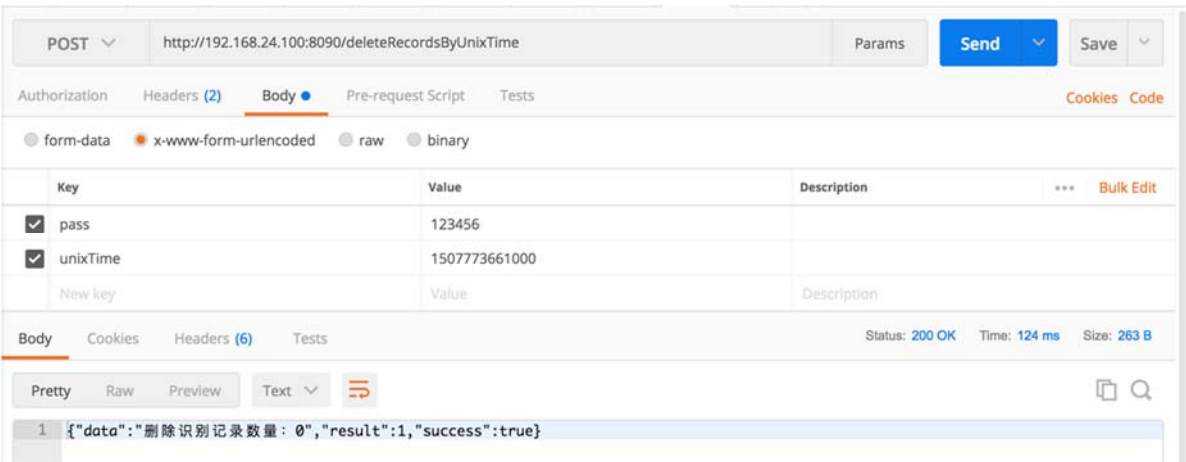 POST http://192.168.24.100:8090/deleteRecordsByUnixTime Params Send Save
Authorization Headers (2) Body Pre-request Script Tests Cookies Code
form-data x-www-form-urlencoded raw binary
Key Value Description ••• Bulk Edit
pass 123456
unixTime 1507773661000
New key Value Description
Body Cookies Headers (6) Tests Status: 200 OK Time: 124 ms Size: 263 B
Pretty Raw Preview Text
1 {"data":"删除识别记录数量：0","result":1,"success":true}